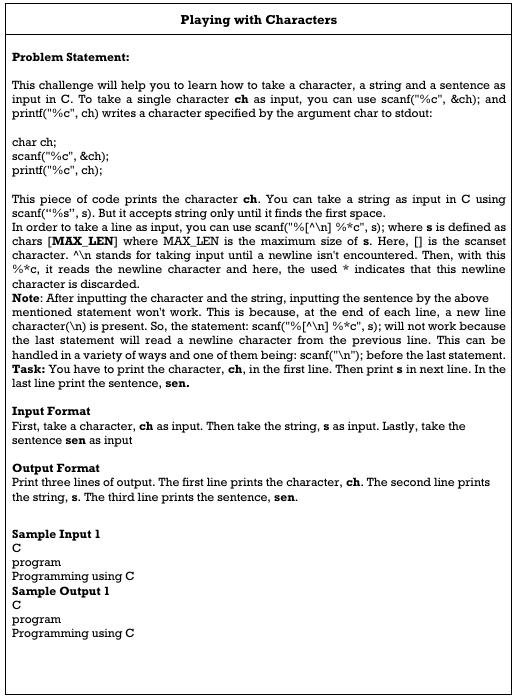 Playing with Characters
Problem Statement:
This challenge will help you to learn how to take a character, a string and a sentence as
input in C. To take a single character ch as input, you can use scanf("%c", &ch); and
printf("%c", ch) writes a character specified by the argument char to stdout:
char ch;
scanf("%c", &ch);
printf("%c", ch);
This piece of code prints the character ch. You can take a string as input in C using
scanf(“%s”, s). But it accepts string only until it finds the first space.
In order to take a line as input, you can use scanf("%[^\n] %*c", s); where s is defined as
chars [MAX_LEN] where MAX_LEN is the maximum size of s. Here, [] is the scanset
character. ^\n stands for taking input until a newline isn't encountered. Then, with this
%*c, it reads the newline character and here, the used * indicates that this newline
character is discarded.
Note: After inputting the character and the string, inputting the sentence by the above
mentioned statement won't work. This is because, at the end of each line, a new line
character(\n) is present. So, the statement: scanf("%[^\n] %*c", s); will not work because
the last statement will read a newline character from the previous line. This can be
handled in a variety of ways and one of them being: scanf("\n"); before the last statement.
Task: You have to print the character, ch, in the first line. Then print s in next line. In the
last line print the sentence, sen.
Input Format
First, take a character, ch as input. Then take the string, s as input. Lastly, take the
sentence sen as input
Output Format
Print three lines of output. The first line prints the character, ch. The second line prints
the string, s. The third line prints the sentence, sen.
Sample Input 1
C
program
Programming using C
Sample Output 1
C
program
Programming using C